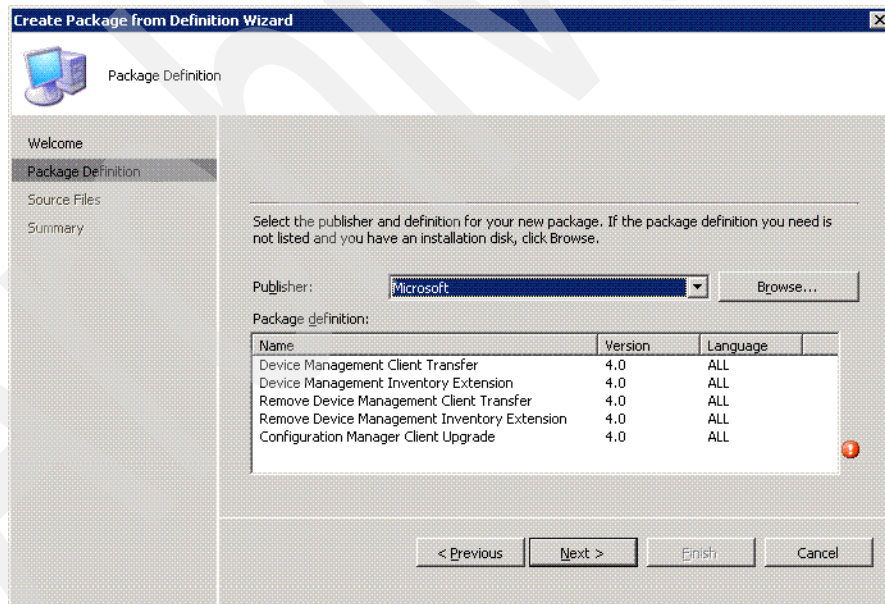 Create Package from Definition Wizard
Package Definition
Welcome
Package Definition
Source Files
Summary
Select the publisher and definition for your new package. If the package definition you need is
not listed and you have an installation disk, click Browse.
Publisher: Microsoft Browse...
Package definition:
Name Version Language
Device Management Client Transfer 4.0 ALL
Device Management Inventory Extension 4.0 ALL
Remove Device Management Client Transfer 4.0 ALL
Remove Device Management Inventory Extension 4.0 ALL
Configuration Manager Client Upgrade 4.0 ALL
< Previous Next > Finish Cancel